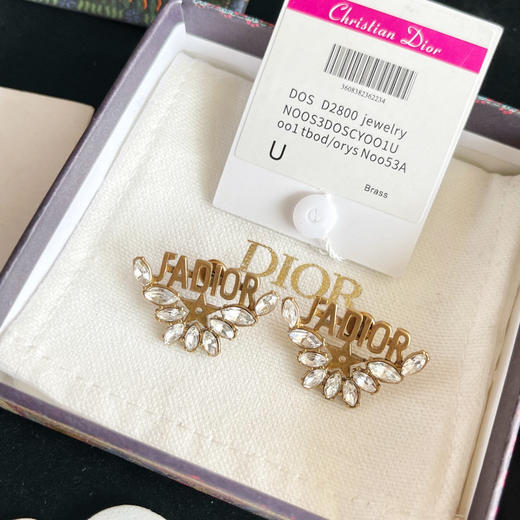 Christian Dior
3608382362234
DOS D2800 jewelry
NOOS3DOSCYOO1U
oo1 tbod/orys Noo53A
U
Brass
DIOR
J'ADIOR
J'ADIOR